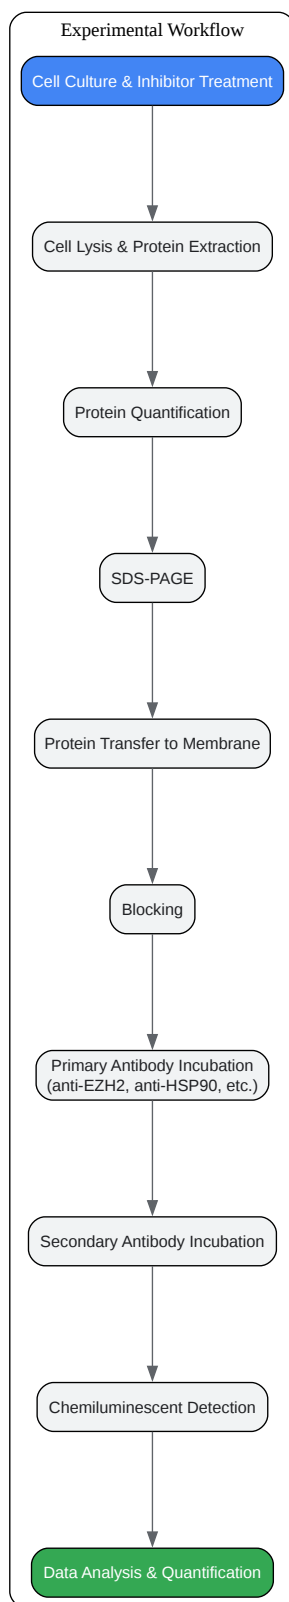 Experimental Workflow
Cell Culture & Inhibitor Treatment
Cell Lysis & Protein Extraction
Protein Quantification
SDS-PAGE
Protein Transfer to Membrane
Blocking
Primary Antibody Incubation
(anti-EZH2, anti-HSP90, etc.)
Secondary Antibody Incubation
Chemiluminescent Detection
Data Analysis & Quantification